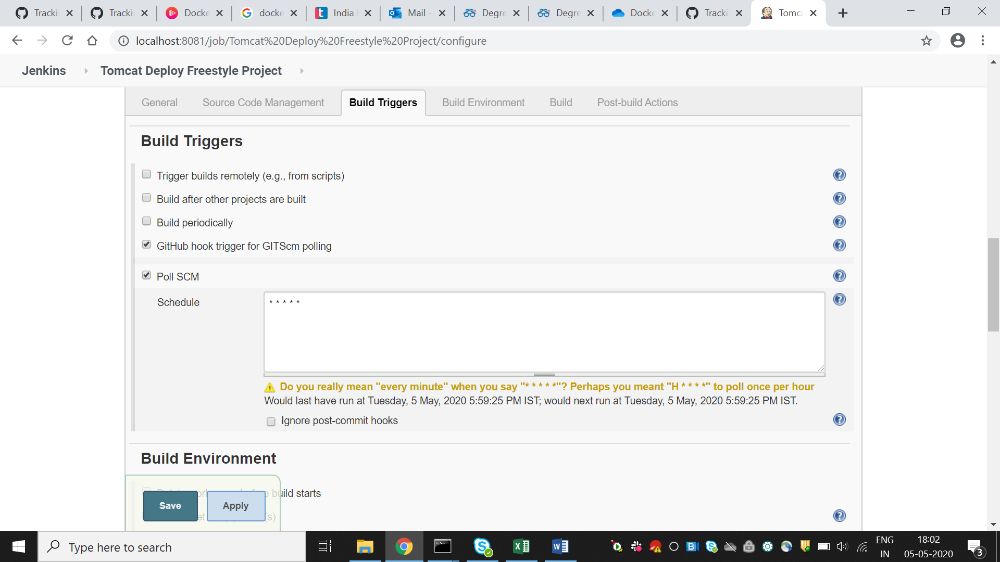 Trackin
Trackin
Docke
docke
India
Mail -
Degre
Degre
Docke
Tracki
Tomca
localhost:8081/job/Tomcat%20Deploy%20Freestyle%20Project/configure
Jenkins
Tomcat Deploy Freestyle Project
General
Source Code Management
Build Triggers
Build Environment
Build
Post-build Actions
Build Triggers
Trigger builds remotely (e.g., from scripts)
Build after other projects are built
Build periodically
GitHub hook trigger for GITScm polling
Poll SCM
Schedule
* * * * *
Do you really mean "every minute" when you say "* * * * *"? Perhaps you meant "H * * * *" to poll once per hour
Would last have run at Tuesday, 5 May, 2020 5:59:25 PM IST; would next run at Tuesday, 5 May, 2020 5:59:25 PM IST.
Ignore post-commit hooks
Build Environment
build starts
Save
Apply
(s)
Type here to search
ENG
IN
18:02
05-05-2020
3